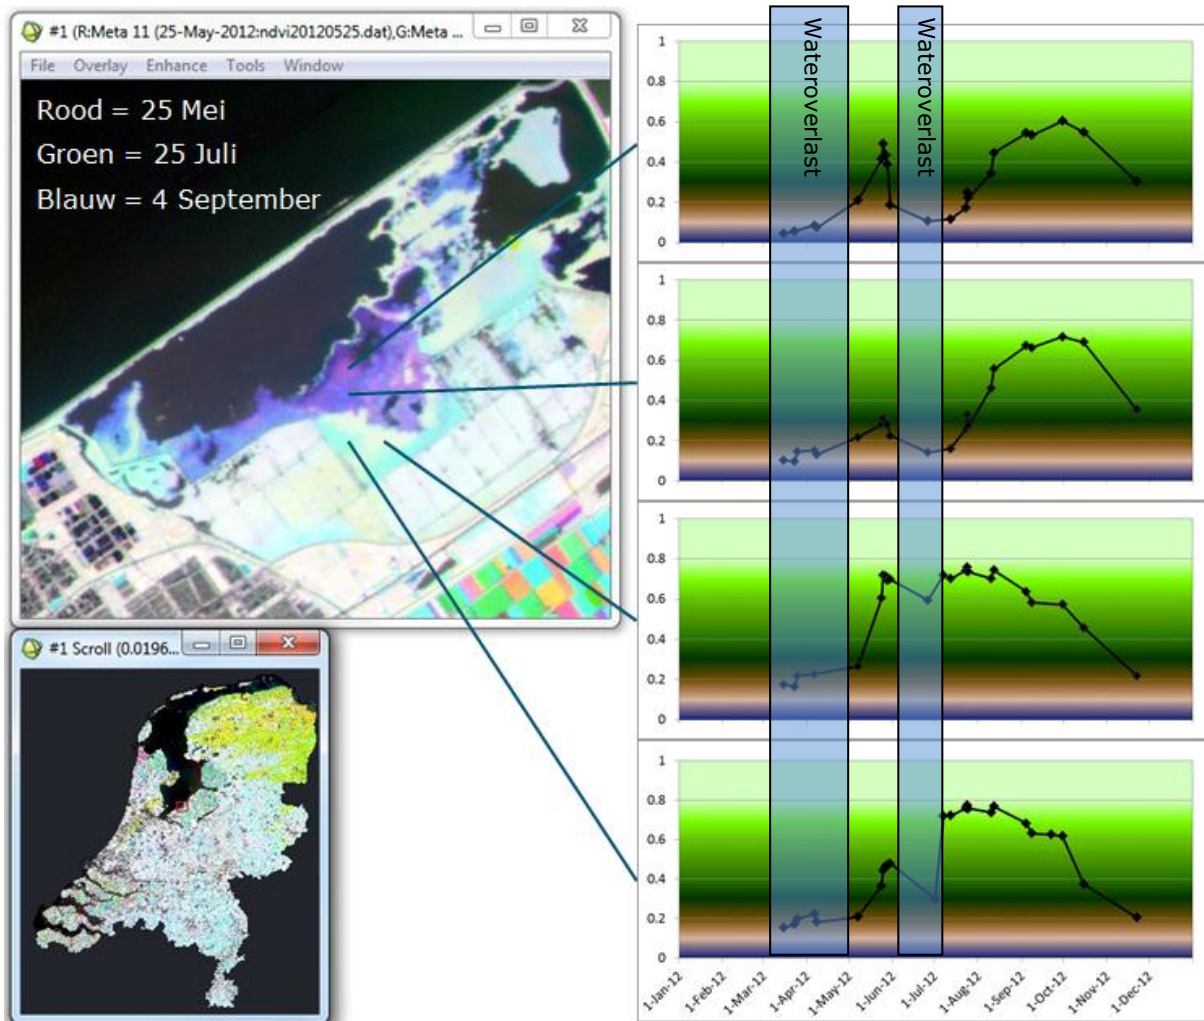 #1 (R:Meta 11 (25-May-2012:ndvi20120525.dat),G:Meta ...
File Overlay Enhance Tools Window
Rood = 25 Mei
Groen = 25 Juli
Blauw = 4 September
#1 Scroll (0.0196...
Wateroverlast
Wateroverlast
1
0.8
0.6
0.4
0.2
0
1
0.8
0.6
0.4
0.2
0
1
0.8
0.6
0.4
0.2
0
1
0.8
0.6
0.4
0.2
0
1-Jan-12
1-Feb-12
1-Mar-12
1-Apr-12
1-May-12
1-Jun-12
1-Jul-12
1-Aug-12
1-Sep-12
1-Oct-12
1-Nov-12
1-Dec-12